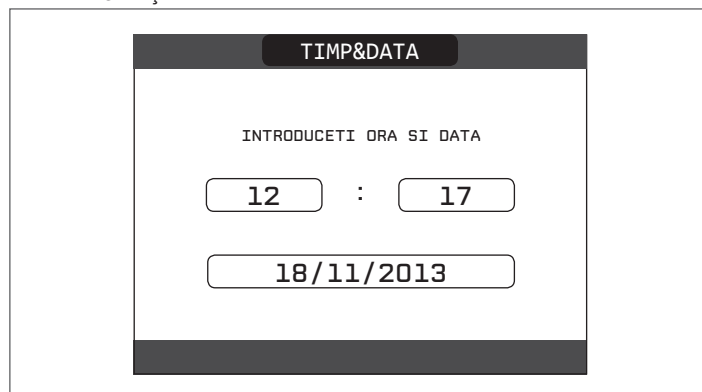 TIMP&DATA
INTRODUCETI ORA SI DATA
12 : 17
18/11/2013